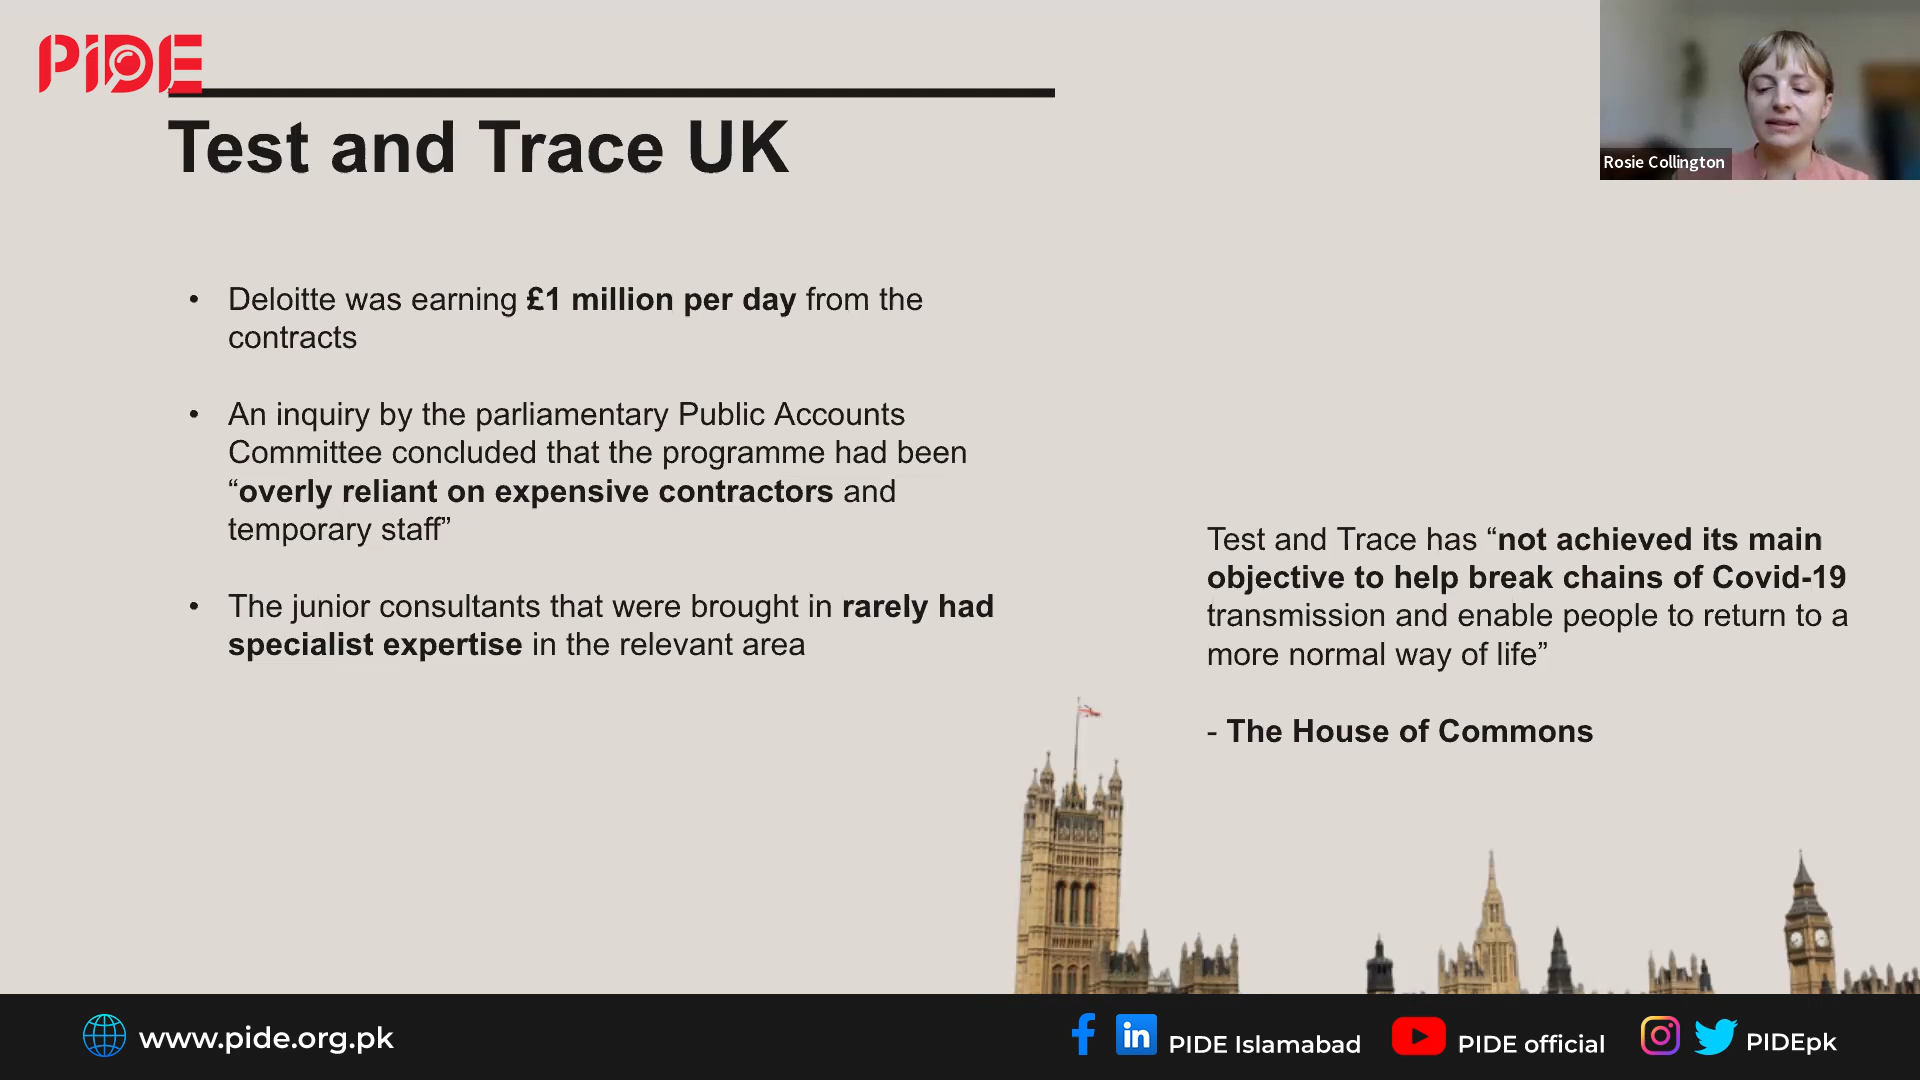 PiDE
Test and Trace UK
Rosie Collington
• Deloitte was earning £1 million per day from the
contracts
• An inquiry by the parliamentary Public Accounts
Committee concluded that the programme had been
“overly reliant on expensive contractors and
temporary staff”
• The junior consultants that were brought in rarely had
specialist expertise in the relevant area
Test and Trace has “not achieved its main
objective to help break chains of Covid-19
transmission and enable people to return to a
more normal way of life”
- The House of Commons
www.pide.org.pk
PIDE Islamabad
PIDE official
PIDEpk